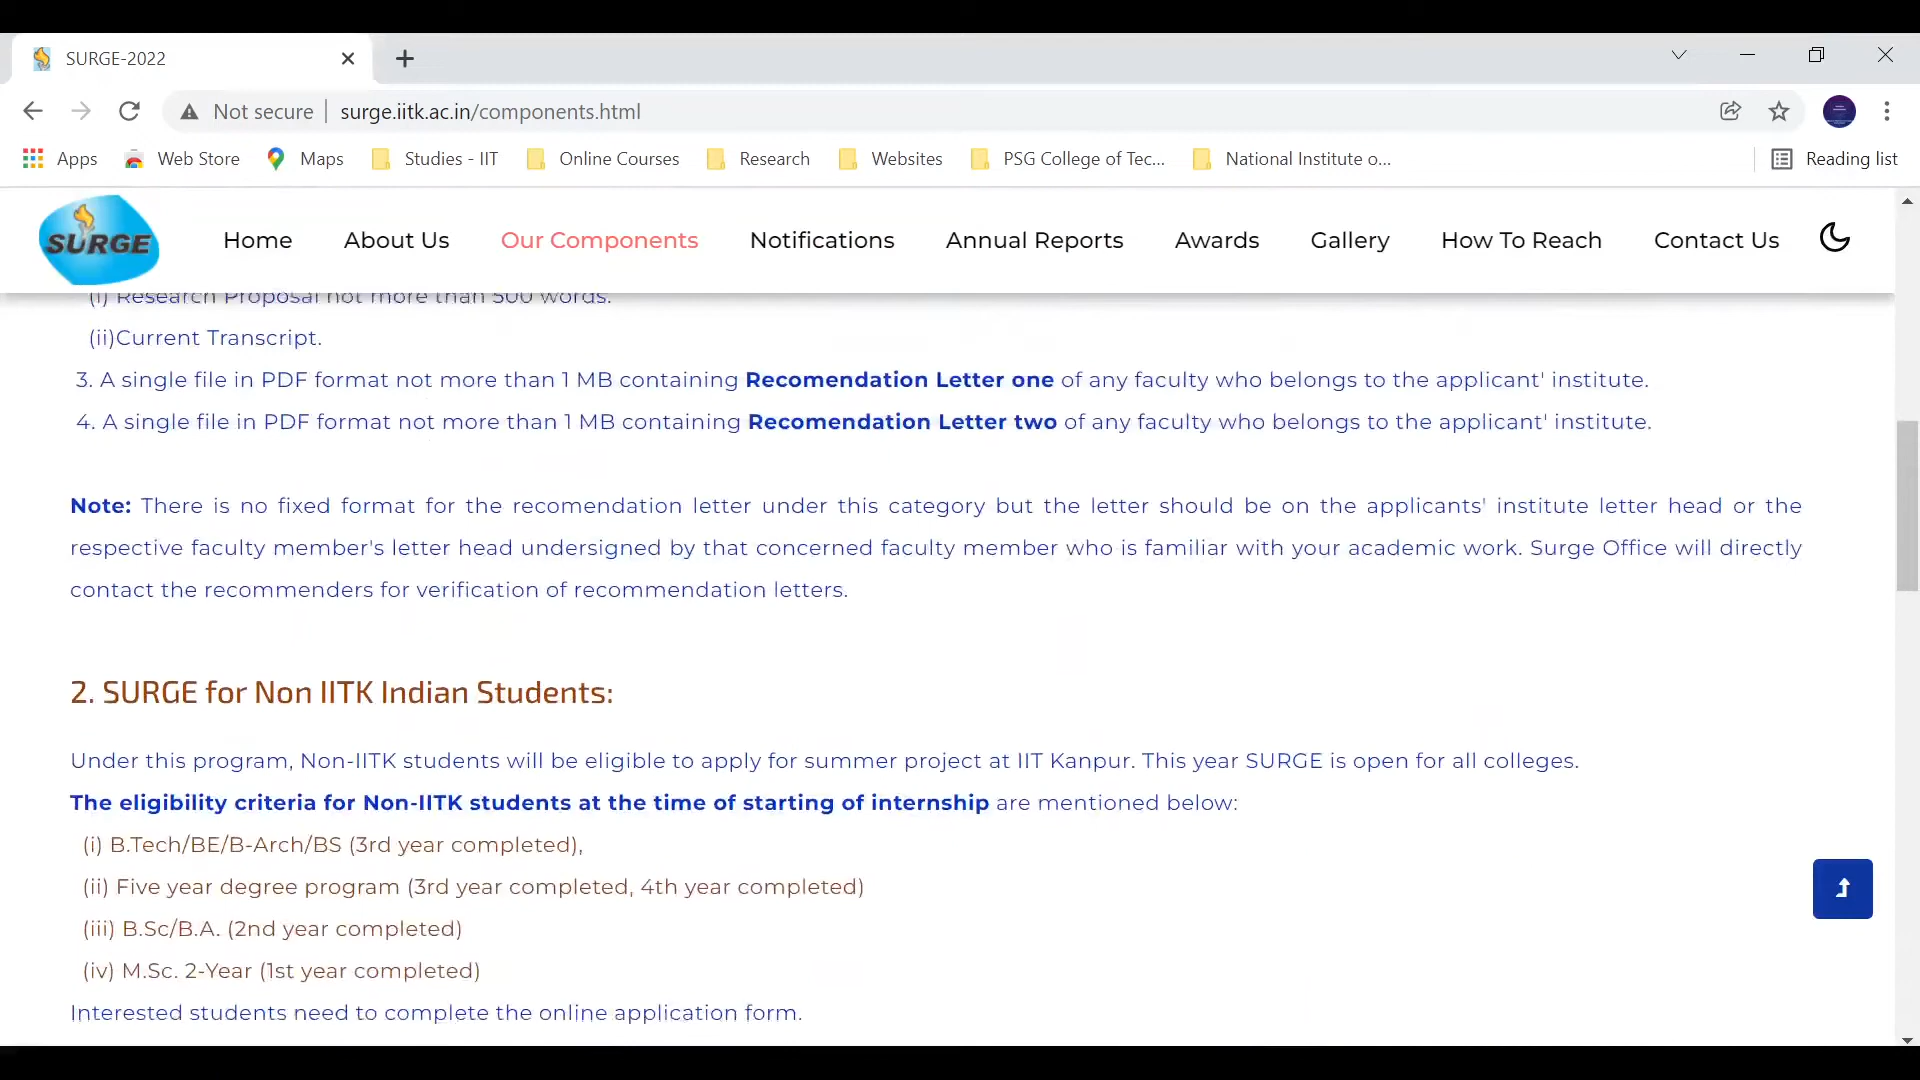 SURGE-2022
Not secure surge.iitk.ac.in/components.html
Apps Web Store Maps Studies - IIT Online Courses Research Websites PSG College of Tec... National Institute o... Reading list
SURGE Home About Us Our Components Notifications Annual Reports Awards Gallery How To Reach Contact Us
(i) Research Proposal not more than 500 words.
(ii)Current Transcript.
3. A single file in PDF format not more than 1 MB containing Recomendation Letter one of any faculty who belongs to the applicant' institute.
4. A single file in PDF format not more than 1 MB containing Recomendation Letter two of any faculty who belongs to the applicant' institute.
Note: There is no fixed format for the recomendation letter under this category but the letter should be on the applicants' institute letter head or the
respective faculty member's letter head undersigned by that concerned faculty member who is familiar with your academic work. Surge Office will directly
contact the recommenders for verification of recommendation letters.
2. SURGE for Non IITK Indian Students:
Under this program, Non-IITK students will be eligible to apply for summer project at IIT Kanpur. This year SURGE is open for all colleges.
The eligibility criteria for Non-IITK students at the time of starting of internship are mentioned below:
(i) B.Tech/BE/B-Arch/BS (3rd year completed),
(ii) Five year degree program (3rd year completed, 4th year completed)
(iii) B.Sc/B.A. (2nd year completed)
(iv) M.Sc. 2-Year (1st year completed)
Interested students need to complete the online application form.